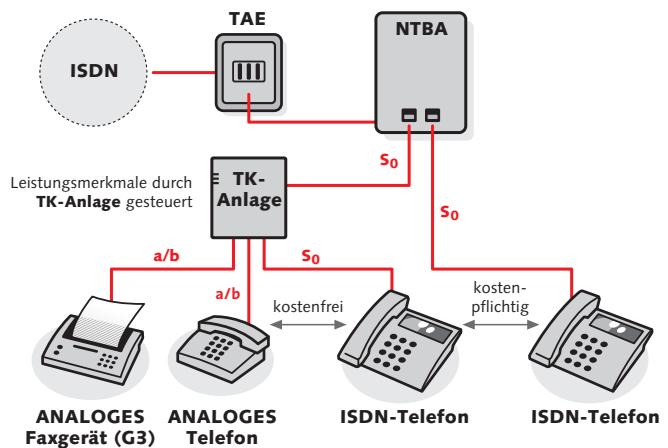 TAE
NTBA
ISDN
S0
Leistungsmerkmale durch
TK-Anlage gesteuert
TK-
Anlage
S0
a/b
S0
a/b
kostenfrei
kosten-
pflichtig
ANALOGES
Faxgerät (G3)
ANALOGES
Telefon
ISDN-Telefon
ISDN-Telefon